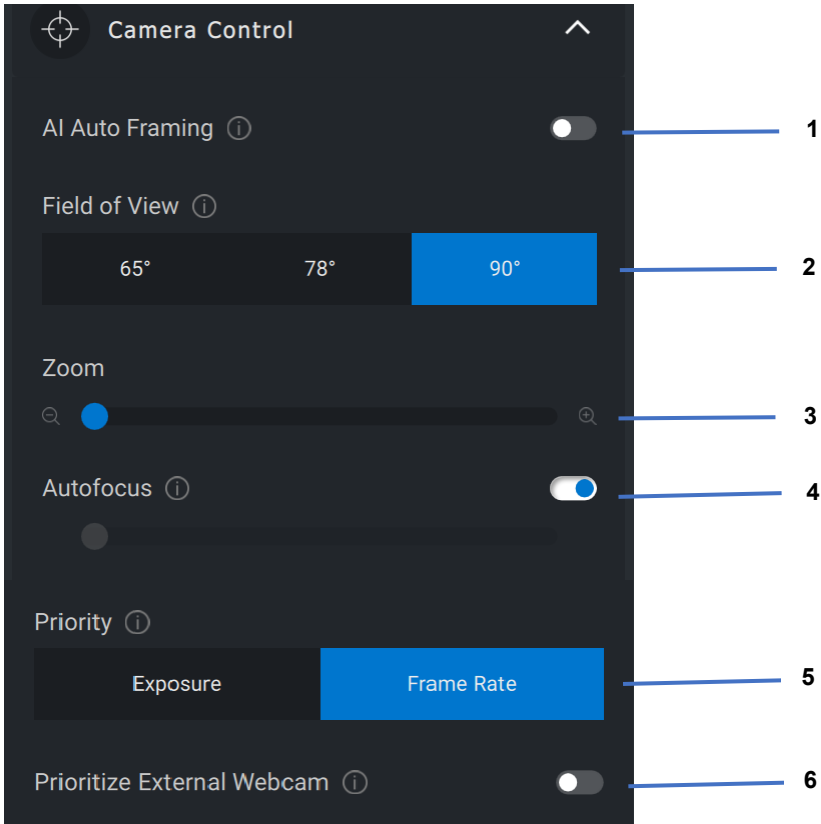 Camera Control
AI Auto Framing
1
Field of View
65° 78° 90°
2
Zoom
3
Autofocus
4
Priority
Exposure Frame Rate
5
Prioritize External Webcam
6